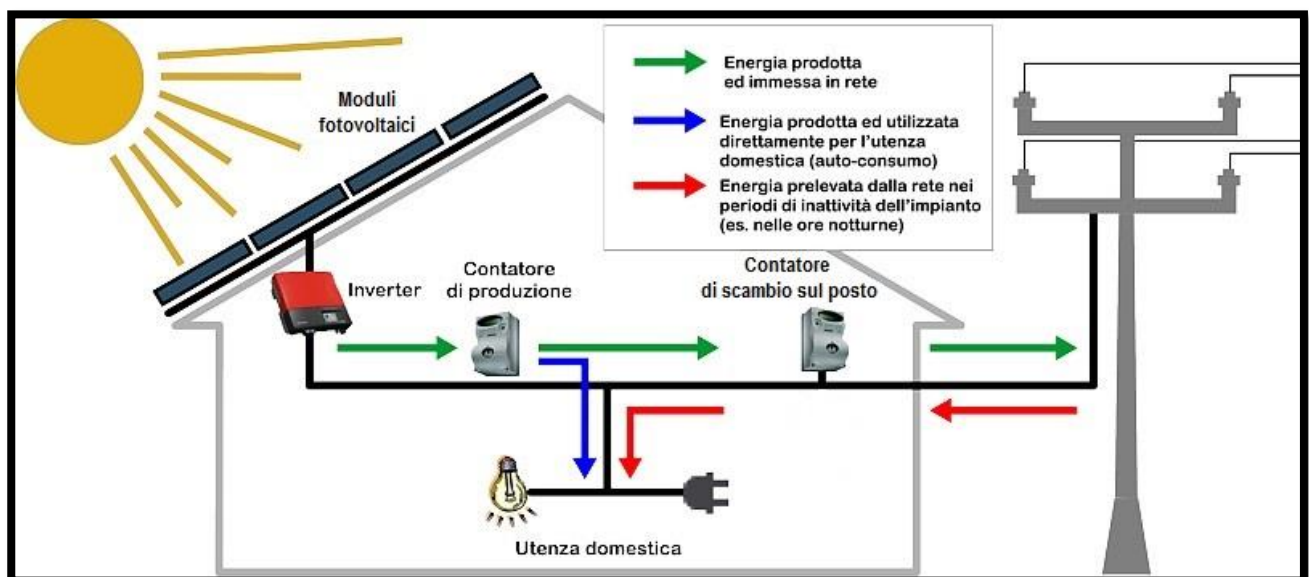 Moduli
fotovoltaici
Energia prodotta
ed immessa in rete
Energia prodotta ed utilizzata
direttamente per l'utenza
domestica (auto-consumo)
Energia prelevata dalla rete nei
periodi di inattività dell'impianto
(es. nelle ore notturne)
Inverter
Contatore
di produzione
Contatore
di scambio sul posto
Utenza domestica